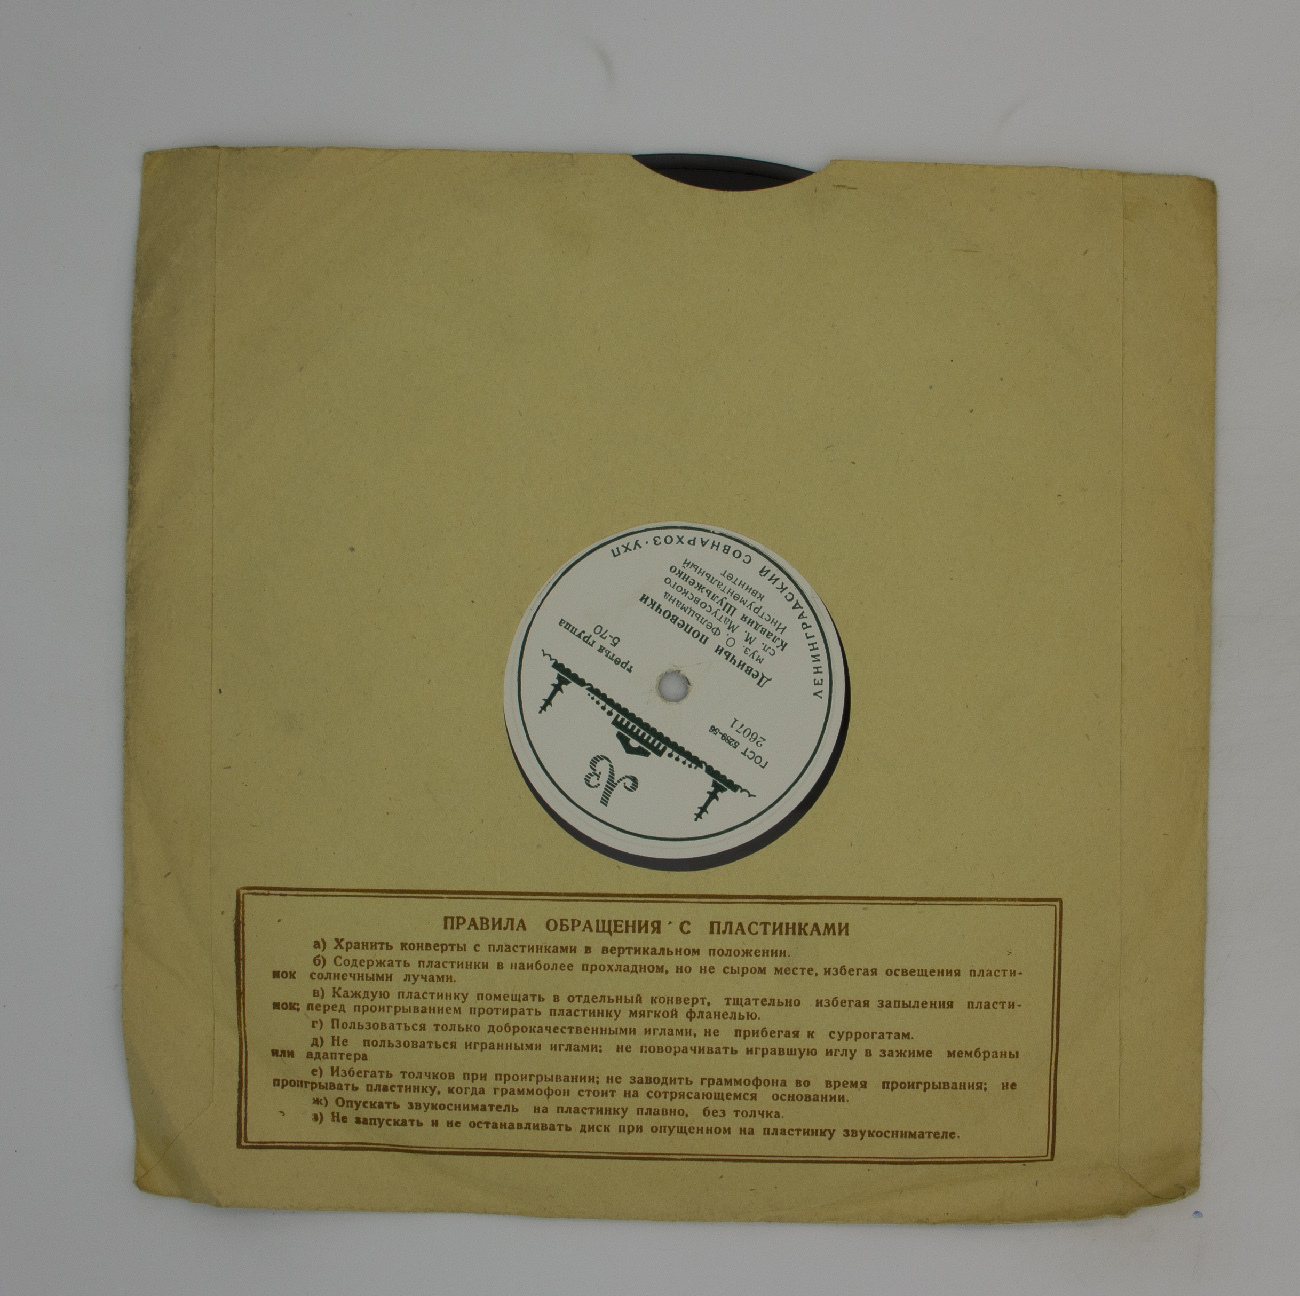 ЛЗ
ГОСТ 5289-56
26071
третья группа
5-70
Девичьи попевочки
муз. О. Фельцмана
сл. М. Матусовского
Клавдия Шульженко
Инструментальный
квинтет
ЛЕНИНГРАДСКИЙ СОВНАРХОЗ·УХП
ПРАВИЛА ОБРАЩЕНИЯ С ПЛАСТИНКАМИ
а) Хранить конверты с пластинками в вертикальном положении.
б) Содержать пластинки в наиболее прохладном, но не сыром месте, избегая освещения пласти-
нок солнечными лучами.
в) Каждую пластинку помещать в отдельный конверт, тщательно избегая запыления пласти-
нок; перед проигрыванием протирать пластинку мягкой фланелью.
г) Пользоваться только доброкачественными иглами, не прибегая к суррогатам.
д) Не пользоваться игранными иглами; не поворачивать игравшую иглу в зажиме мембраны
или адаптера
е) Избегать толчков при проигрывании; не заводить граммофона во время проигрывания; не
проигрывать пластинку, когда граммофон стоит на сотрясающемся основании.
ж) Опускать звукосниматель на пластинку плавно, без толчка.
з) Не запускать и не останавливать диск при опущенном на пластинку звукоснимателе.